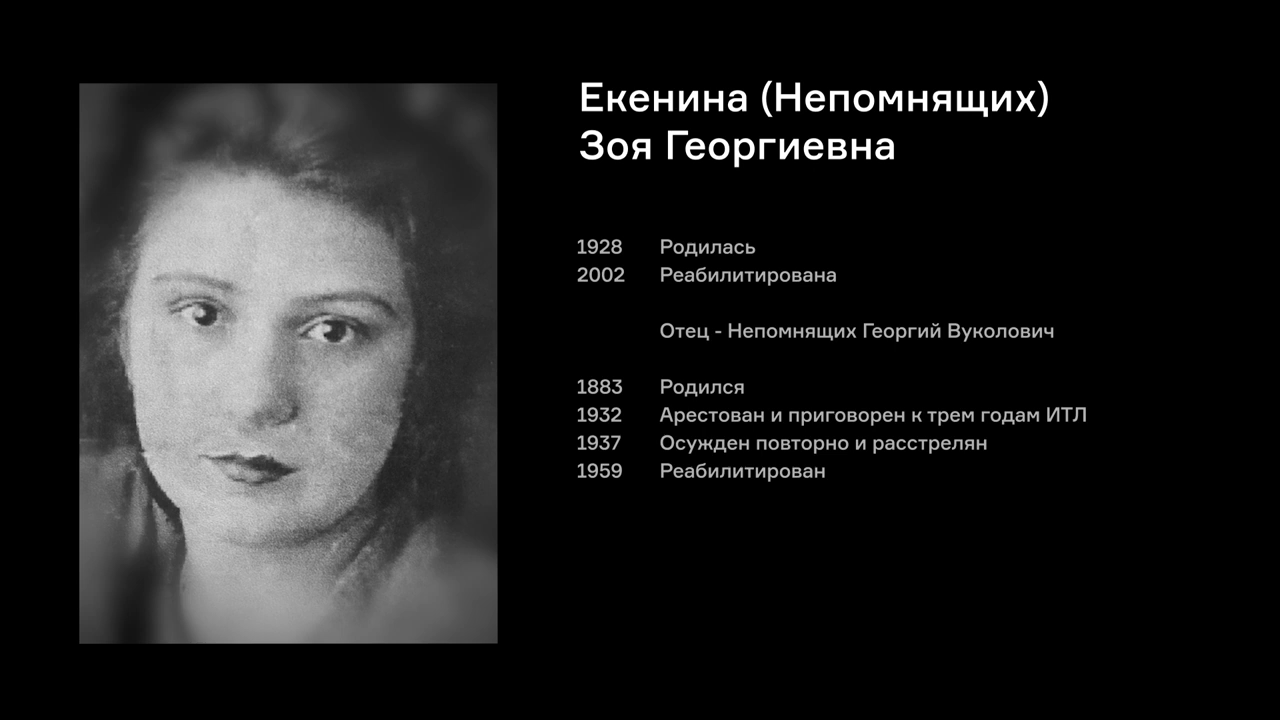 Екенина (Непомнящих)
Зоя Георгиевна
1928 Родилась
2002 Реабилитирована
Отец - Непомнящих Георгий Вуколович
1883 Родился
1932 Арестован и приговорен к трем годам ИТЛ
1937 Осужден повторно и расстрелян
1959 Реабилитирован